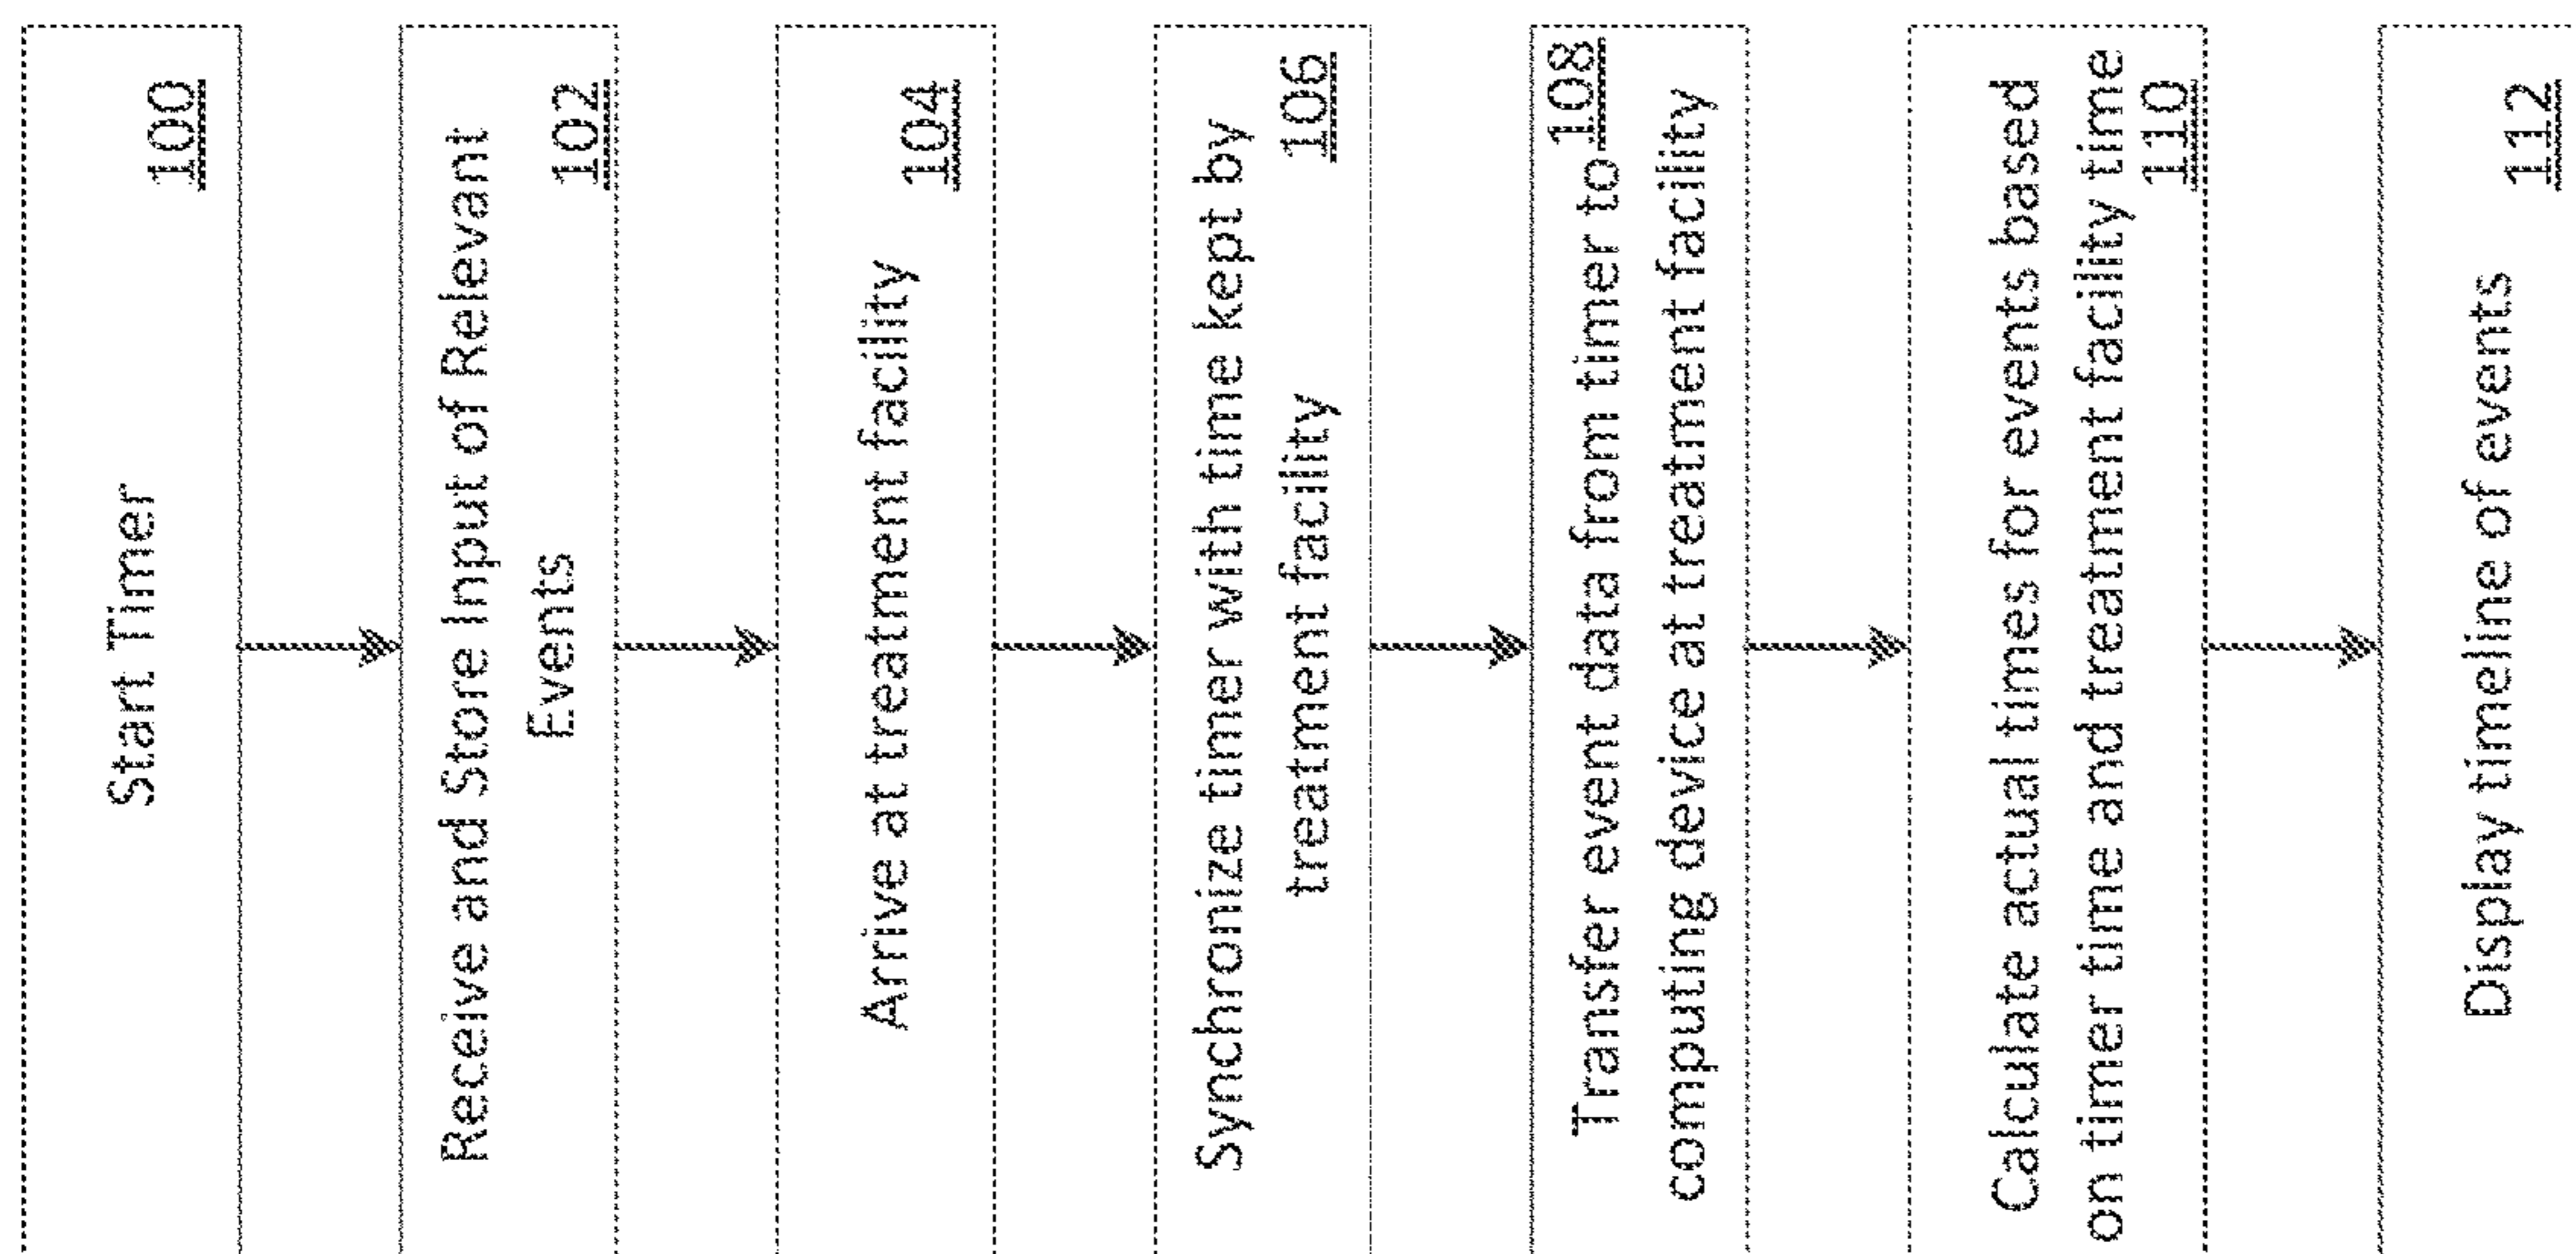 Start Timer
100
Receive and Store Input of Relevant
Events
102
Arrive at treatment facility
104
Synchronize timer with time kept by
treatment facility
106
Transfer event data from timer to 108
computing device at treatment facility
Calculate actual times for events based
on timer time and treatment facility time
110
Display timeline of events
112